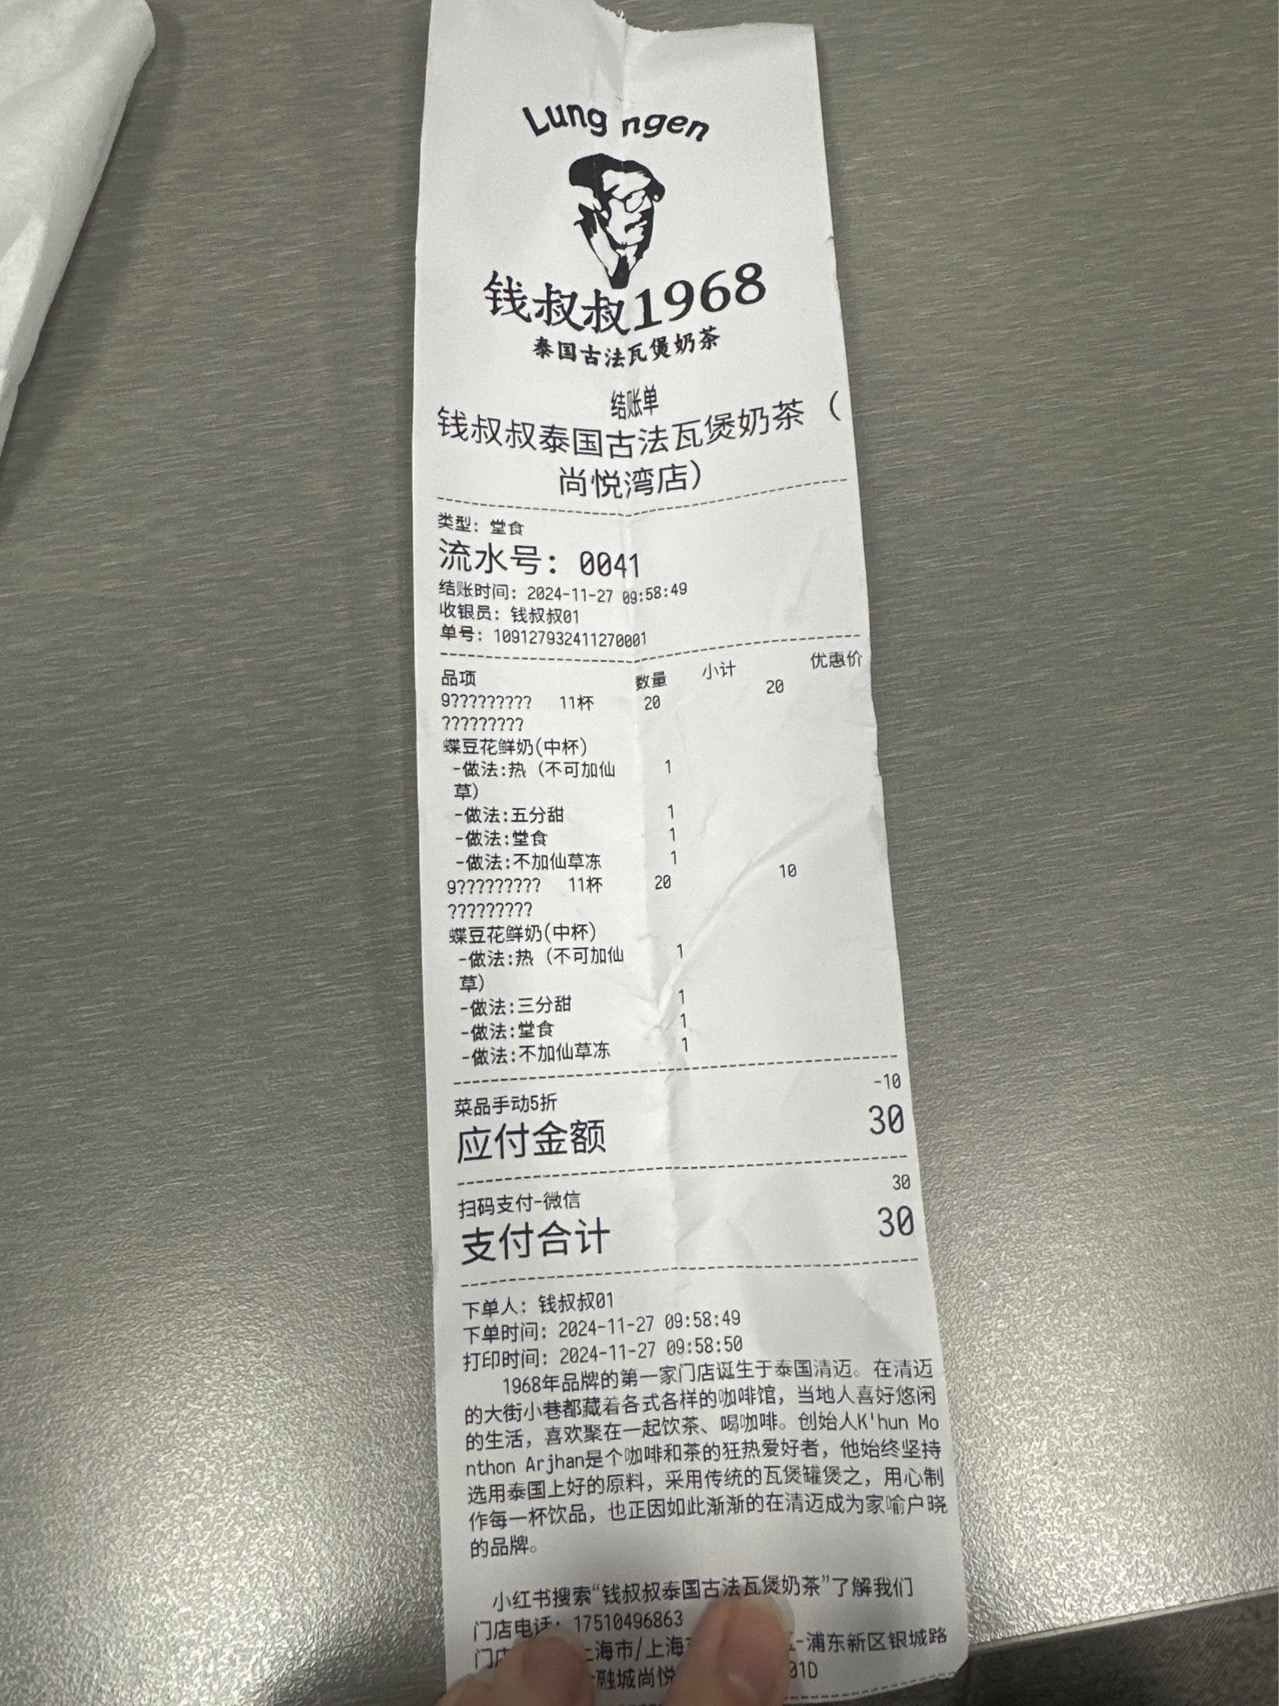 Lung ngen
钱叔叔1968
泰国古法瓦煲奶茶
结账单
钱叔叔泰国古法瓦煲奶茶（
尚悦湾店）
类型: 堂食
流水号: 0041
结账时间: 2024-11-27 09:58:49
收银员: 钱叔叔01
单号: 109127932411270001
品项 数量 小计 优惠价
9????????? 11杯 20 20
?????????
蝶豆花鲜奶(中杯)
-做法:热（不可加仙 1
草）
-做法:五分甜 1
-做法:堂食 1
-做法:不加仙草冻 1
9????????? 11杯 20 10
?????????
蝶豆花鲜奶(中杯)
-做法:热（不可加仙 1
草）
-做法:三分甜 1
-做法:堂食 1
-做法:不加仙草冻 1
菜品手动5折 -10
应付金额 30
扫码支付-微信 30
支付合计 30
下单人: 钱叔叔01
下单时间: 2024-11-27 09:58:49
打印时间: 2024-11-27 09:58:50
1968年品牌的第一家门店诞生于泰国清迈。在清迈
的大街小巷都藏着各式各样的咖啡馆，当地人喜好悠闲
的生活，喜欢聚在一起饮茶、喝咖啡。创始人K'hun Mo
nthon Arjhan是个咖啡和茶的狂热爱好者，他始终坚持
选用泰国上好的原料，采用传统的瓦煲罐煲之，用心制
作每一杯饮品，也正因如此渐渐的在清迈成为家喻户晓
的品牌。
小红书搜索“钱叔叔泰国古法瓦煲奶茶”了解我们
门店电话: 17510496863
门店 上海市/上海 -浦东新区银城路
融城尚悦 01D